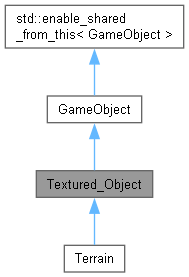 std::enable_shared
_from_this< GameObject >
GameObject
Textured_Object
Terrain